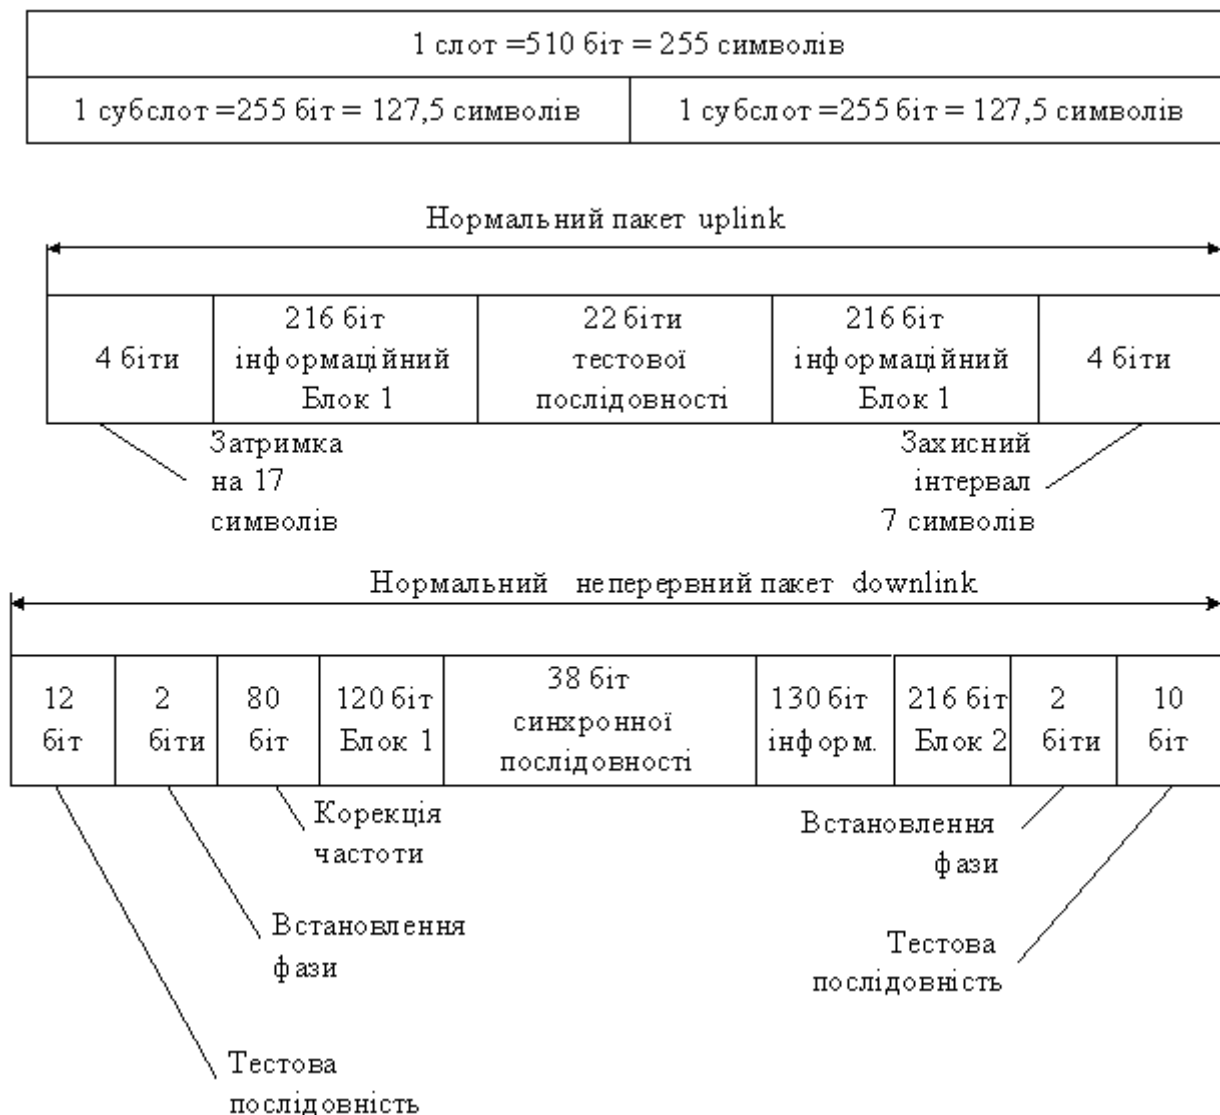 1 слот =510 біт = 255 символів
1 субслот =255 біт = 127,5 символів
1 субслот =255 біт = 127,5 символів
Нормальний пакет uplink
4 біти
216 біт
інформаційний
Блок 1
22 біти
тестової
послідовності
216 біт
інформаційний
Блок 1
4 біти
Затримка
на 17
символів
Захисний
інтервал
7 символів
Нормальний неперервний пакет downlink
12
біт
2
біти
80
біт
120 біт
Блок 1
38 біт
синхронної
послідовності
130 біт
інформ.
216 біт
Блок 2
2
біти
10
біт
Корекція
частоти
Встановлення
фази
Встановлення
фази
Тестова
послідовність
Тестова
послідовність